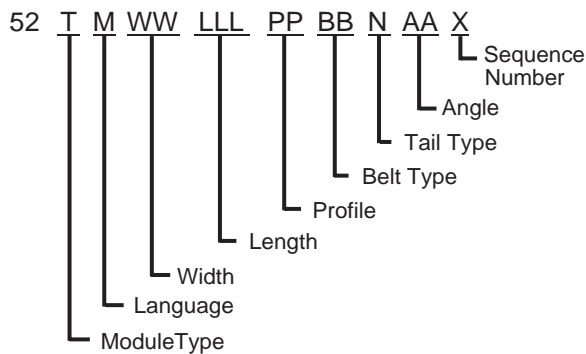 52 T M WW LLL PP BB N AA X
Sequence
Number
Angle
Tail Type
Belt Type
Profile
Length
Width
Language
ModuleType